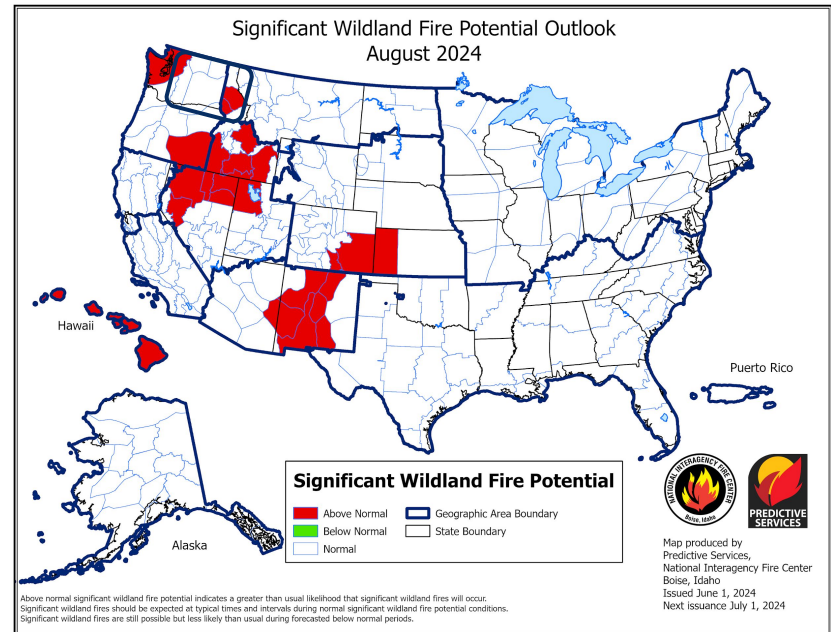 Significant Wildland Fire Potential Outlook
August 2024
Hawaii
Puerto Rico
Alaska
Significant Wildland Fire Potential
Above Normal
Below Normal
Normal
Geographic Area Boundary
State Boundary
NATIONAL INTERAGENCY FIRE CENTER
Boise, Idaho
PREDICTIVE
SERVICES
Map produced by
Predictive Services,
National Interagency Fire Center
Boise, Idaho
Issued June 1, 2024
Next issuance July 1, 2024
Above normal significant wildland fire potential indicates a greater than usual likelihood that significant wildland fires will occur.
Significant wildland fires should be expected at typical times and intervals during normal significant wildland fire potential conditions.
Significant wildland fires are still possible but less likely than usual during forecasted below normal periods.